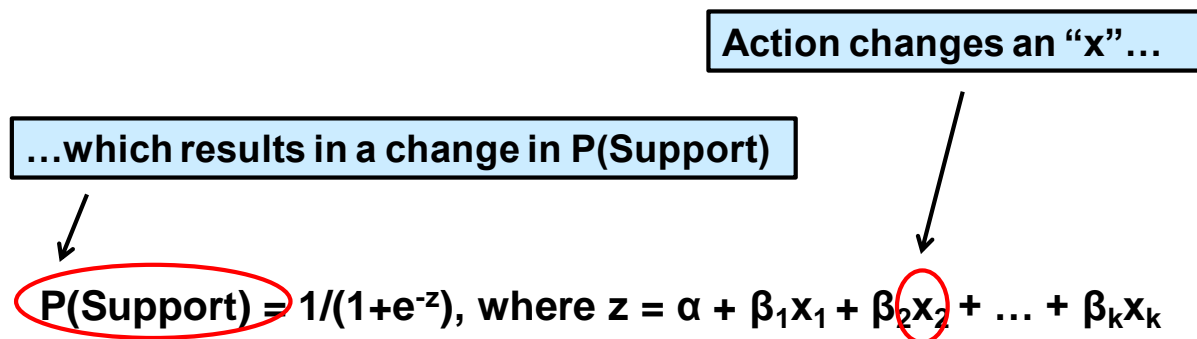 Action changes an “x”…
…which results in a change in P(Support)
P(Support) = 1/(1+e⁻ᶻ), where z = α + β₁x₁ + β₂x₂ + … + βₖxₖ